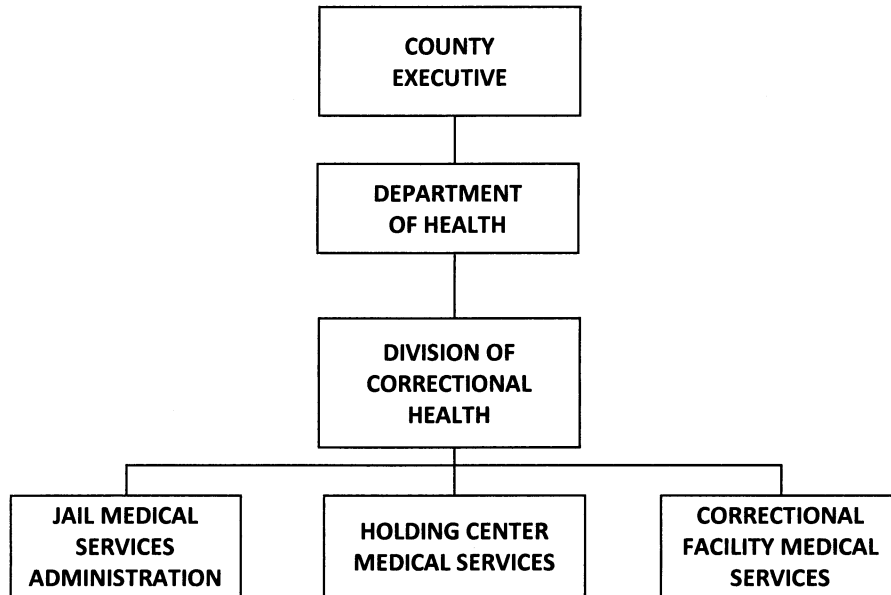 COUNTY
EXECUTIVE
DEPARTMENT
OF HEALTH
DIVISION OF
CORRECTIONAL
HEALTH
JAIL MEDICAL
SERVICES
ADMINISTRATION
HOLDING CENTER
MEDICAL SERVICES
CORRECTIONAL
FACILITY MEDICAL
SERVICES